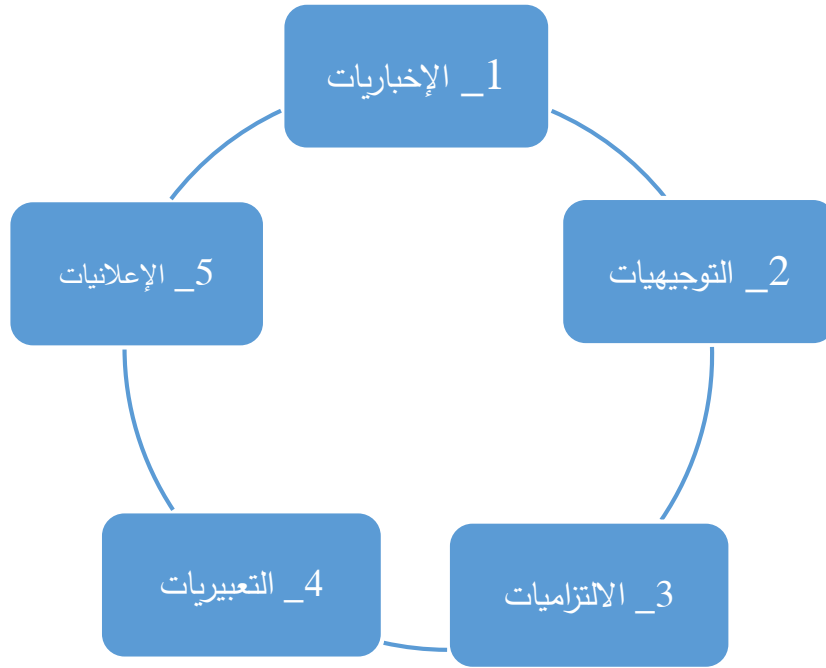 1_ الإخباريات
2_ التوجيهيات
3_ الالتزاميات
4_ التعبيريات
5_ الإعلانيات